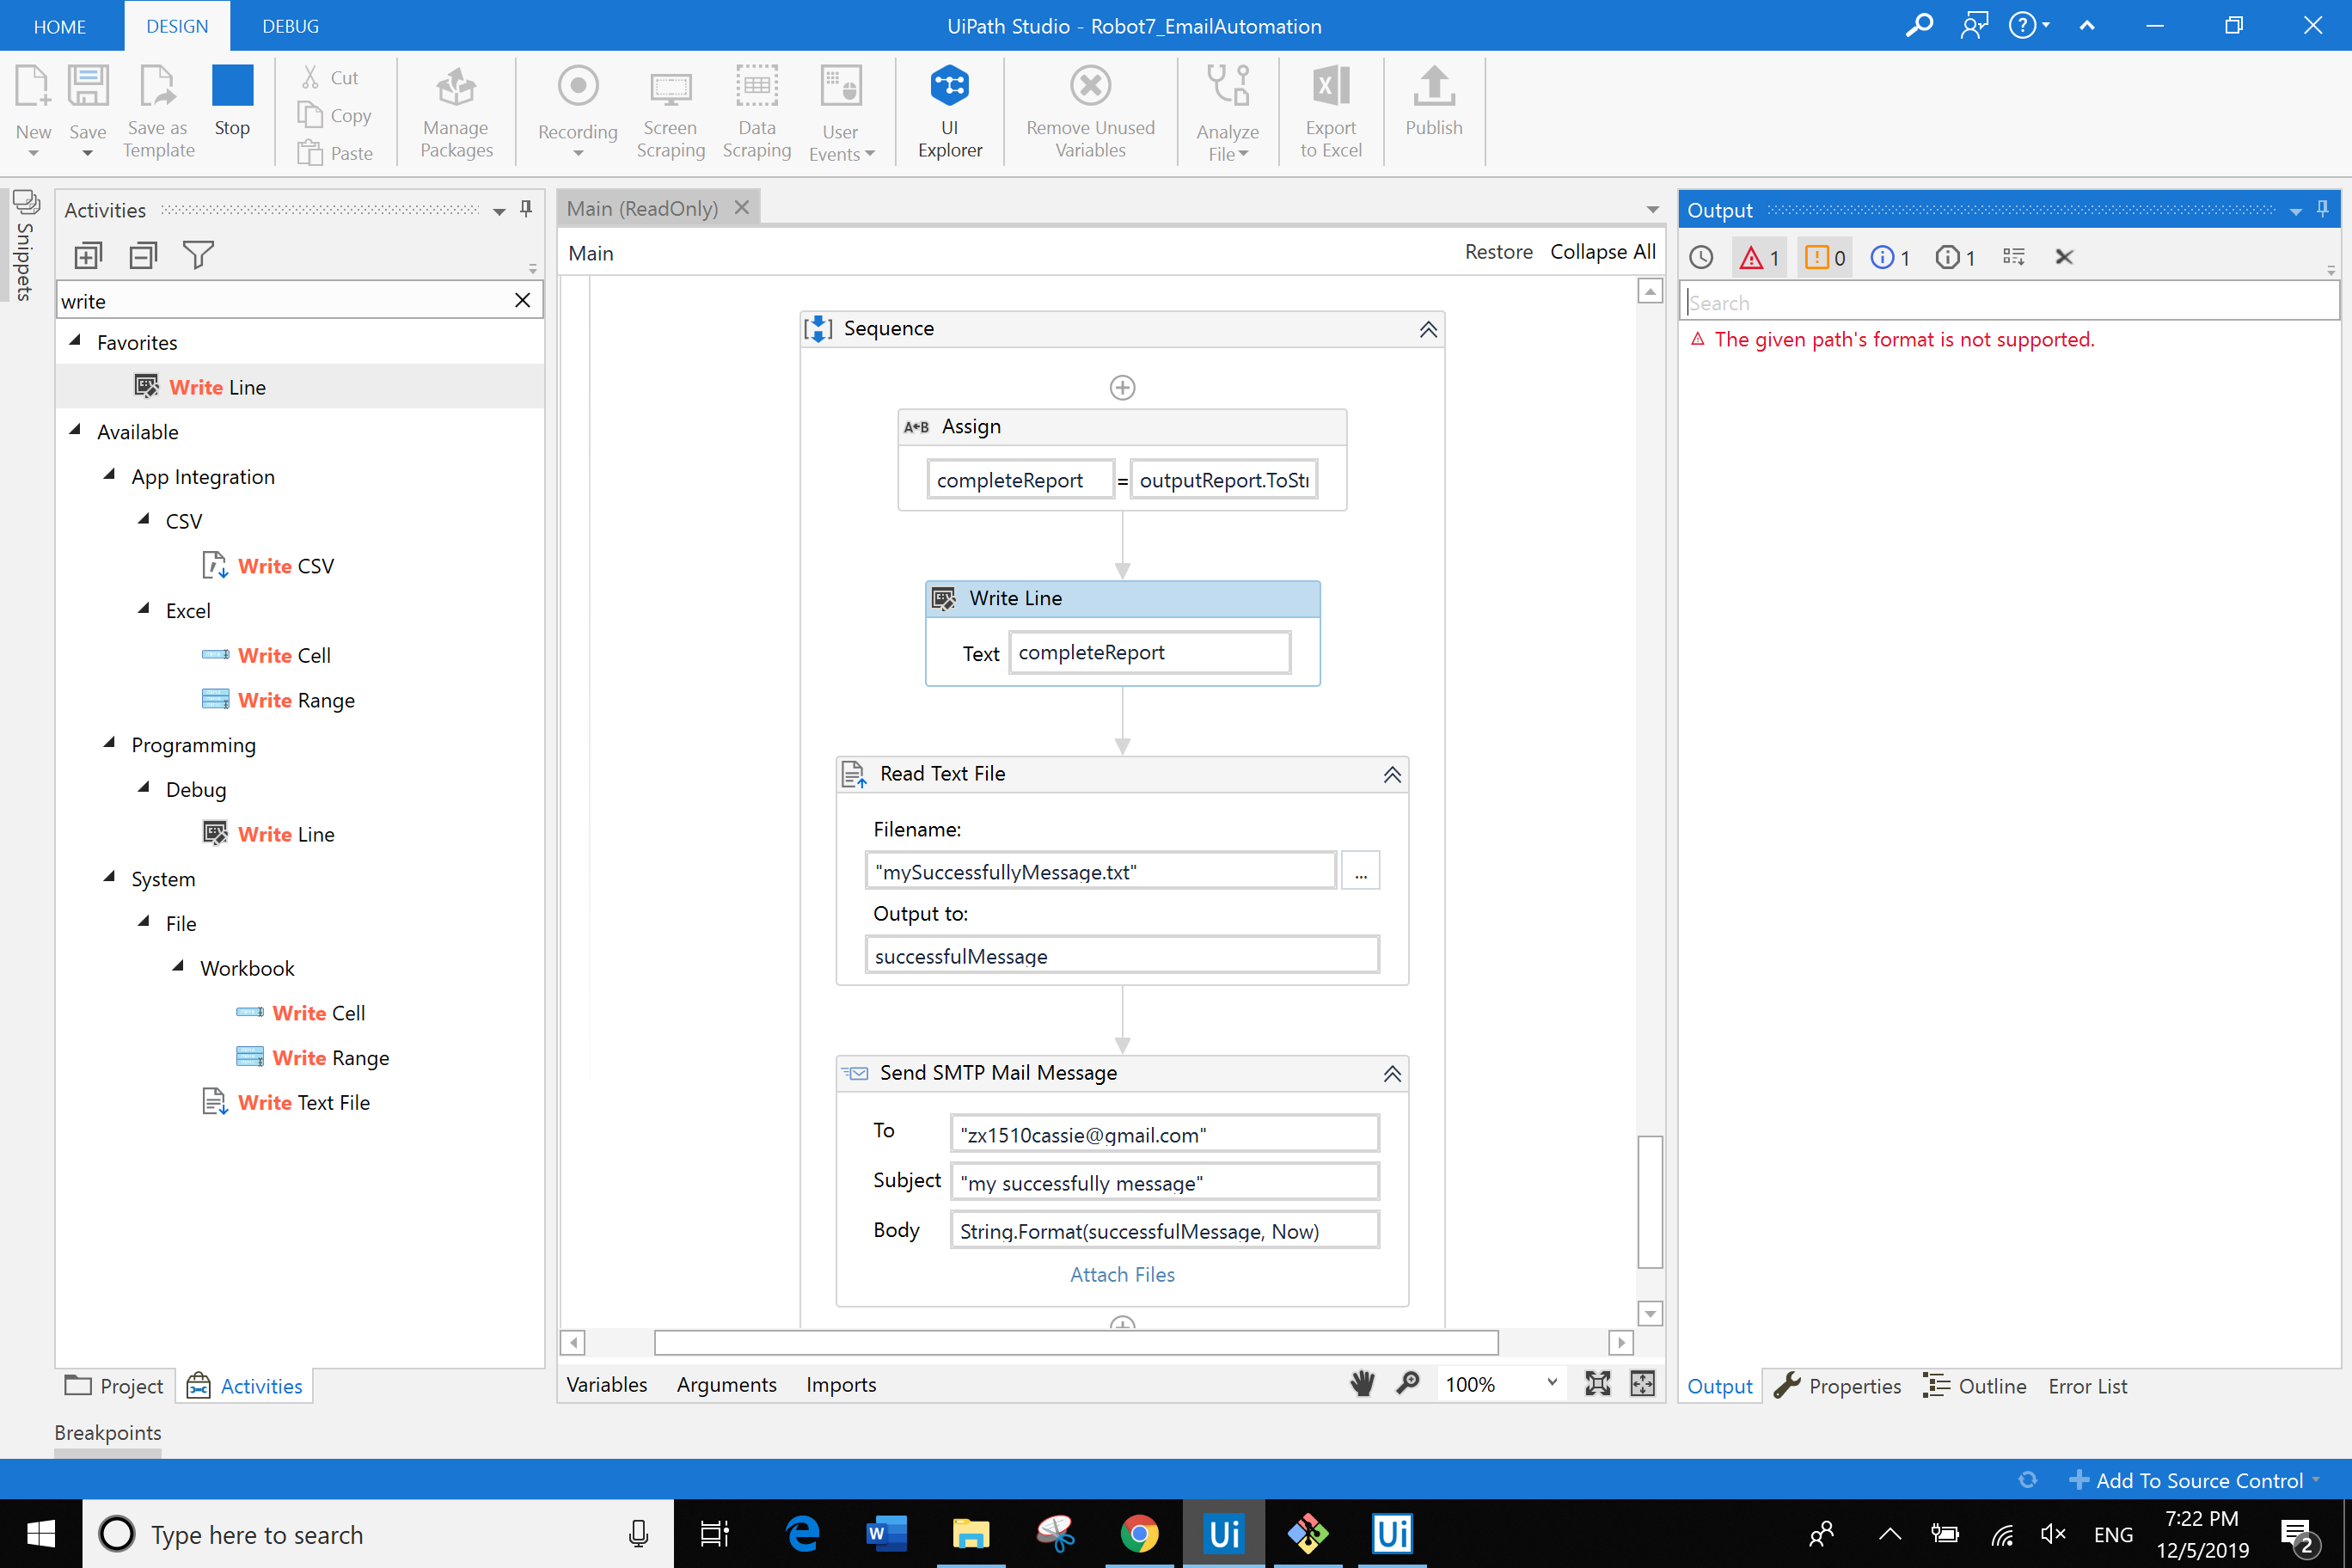 HOME
DESIGN
DEBUG
UiPath Studio - Robot7_EmailAutomation
New
Save
Save as
Template
Stop
Cut
Copy
Paste
Manage
Packages
Recording
Screen
Scraping
Data
Scraping
User
Events
UI
Explorer
Remove Unused
Variables
Analyze
File
Export
to Excel
Publish
Snippets
Activities
write
Favorites
Write Line
Available
App Integration
CSV
Write CSV
Excel
Write Cell
Write Range
Programming
Debug
Write Line
System
File
Workbook
Write Cell
Write Range
Write Text File
Project
Activities
Breakpoints
Main (ReadOnly)
Main
Restore
Collapse All
Sequence
A←B Assign
completeReport = outputReport.ToStr
Write Line
Text completeReport
Read Text File
Filename:
"mySuccessfullyMessage.txt"
...
Output to:
successfulMessage
Send SMTP Mail Message
To "zx1510cassie@gmail.com"
Subject "my successfully message"
Body String.Format(successfulMessage, Now)
Attach Files
Variables
Arguments
Imports
100%
Output
1
0
1
1
Search
The given path's format is not supported.
Output
Properties
Outline
Error List
Add To Source Control
Type here to search
W
Ui
Ui
ENG
7:22 PM
12/5/2019
2